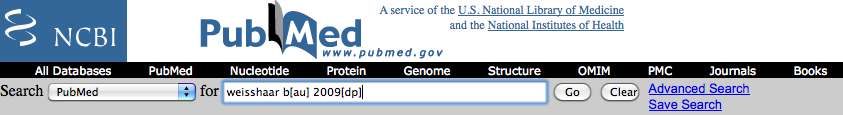 A service of the U.S. National Library of Medicine
and the National Institutes of Health
NCBI
PubMed
www.pubmed.gov
All Databases PubMed Nucleotide Protein Genome Structure OMIM PMC Journals Books
Search PubMed for weisshaar b[au] 2009[dp] Go Clear Advanced Search
Save Search